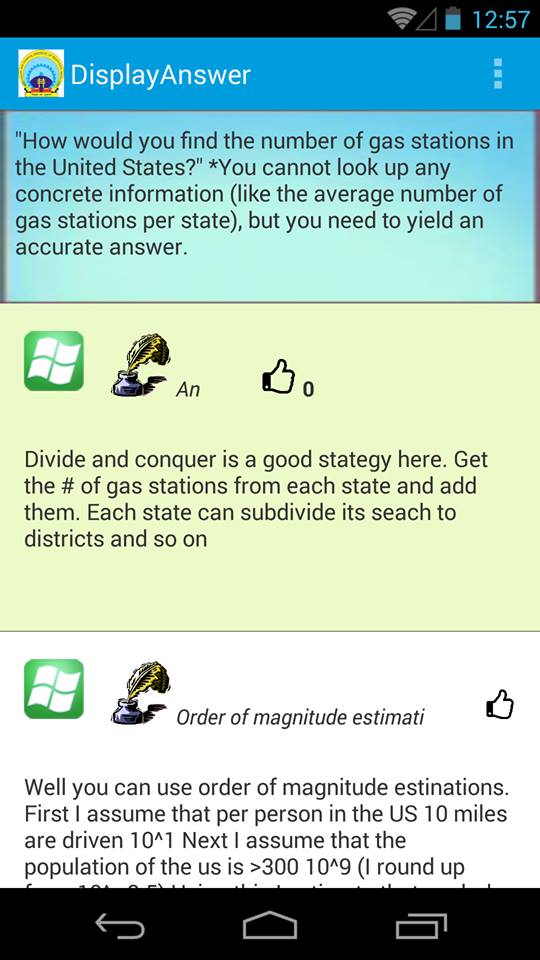 12:57
DisplayAnswer
"How would you find the number of gas stations in
the United States?" *You cannot look up any
concrete information (like the average number of
gas stations per state), but you need to yield an
accurate answer.
An
0
Divide and conquer is a good stategy here. Get
the # of gas stations from each state and add
them. Each state can subdivide its seach to
districts and so on
Order of magnitude estimati
Well you can use order of magnitude estinations.
First I assume that per person in the US 10 miles
are driven 10^1 Next I assume that the
population of the us is >300 10^9 (I round up